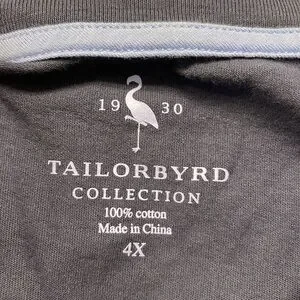 19 30
TAILORBYRD
COLLECTION
100% cotton
Made in China
4X